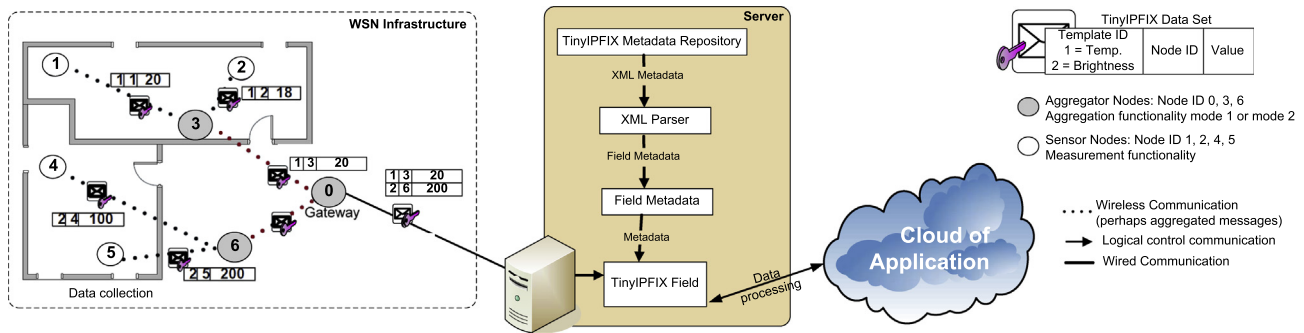 WSN Infrastructure
1
2
1 1 20
1 2 18
3
4
1 3 20
0
Gateway
1 3 20
2 6 200
2 4 100
5
6
2 5 200
Data collection
Server
TinyIPFIX Metadata Repository
XML Metadata
XML Parser
Field Metadata
Field Metadata
Metadata
TinyIPFIX Field
Data
processing
Cloud of
Application
TinyIPFIX Data Set
Template ID
1 = Temp.
2 = Brightness
Node ID
Value
Aggregator Nodes: Node ID 0, 3, 6
Aggregation functionality mode 1 or mode 2
Sensor Nodes: Node ID 1, 2, 4, 5
Measurement functionality
Wireless Communication
(perhaps aggregated messages)
Logical control communication
Wired Communication